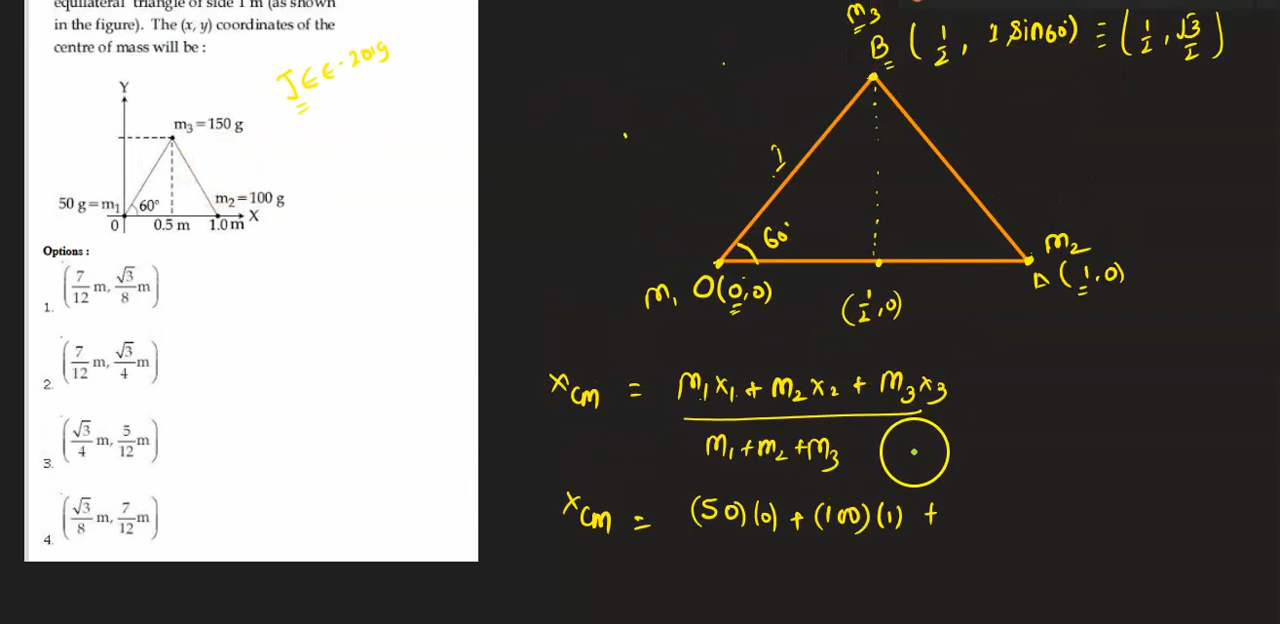 equilateral triangle of side 1 m (as shown
in the figure). The (x, y) coordinates of the
centre of mass will be :
JEE-2019
Y
m3=150 g
50 g=m1
60°
m2=100 g
0
0.5 m
1.0m
X
Options :
1. (7/12 m, √3/8 m)
2. (7/12 m, √3/4 m)
3. (√3/4 m, 5/12 m)
4. (√3/8 m, 7/12 m)
m3
B (1/2, 1 sin60°) ≡ (1/2, √3/2)
1
60°
m2
m1 O(0,0)
A (1,0)
(1/2,0)
xcm = m1x1 + m2x2 + m3x3
m1+m2+m3
xcm = (50)(0) + (100)(1) +